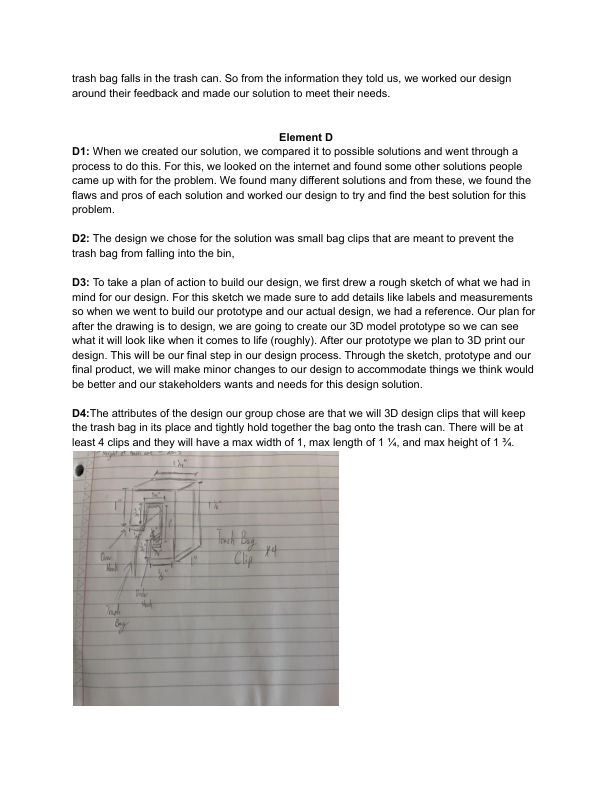 trash bag falls in the trash can. So from the information they told us, we worked our design
around their feedback and made our solution to meet their needs.
Element D
D1: When we created our solution, we compared it to possible solutions and went through a
process to do this. For this, we looked on the internet and found some other solutions people
came up with for the problem. We found many different solutions and from these, we found the
flaws and pros of each solution and worked our design to try and find the best solution for this
problem.
D2: The design we chose for the solution was small bag clips that are meant to prevent the
trash bag from falling into the bin,
D3: To take a plan of action to build our design, we first drew a rough sketch of what we had in
mind for our design. For this sketch we made sure to add details like labels and measurements
so when we went to build our prototype and our actual design, we had a reference. Our plan for
after the drawing is to design, we are going to create our 3D model prototype so we can see
what it will look like when it comes to life (roughly). After our prototype we plan to 3D print our
design. This will be our final step in our design process. Through the sketch, prototype and our
final product, we will make minor changes to our design to accommodate things we think would
be better and our stakeholders wants and needs for this design solution.
D4:The attributes of the design our group chose are that we will 3D design clips that will keep
the trash bag in its place and tightly hold together the bag onto the trash can. There will be at
least 4 clips and they will have a max width of 1, max length of 1 ¼, and max height of 1 ¾.
1 ¼"
1"
Trash Bag
Clip x4
1"
Hook
Trash
Hook
Bag